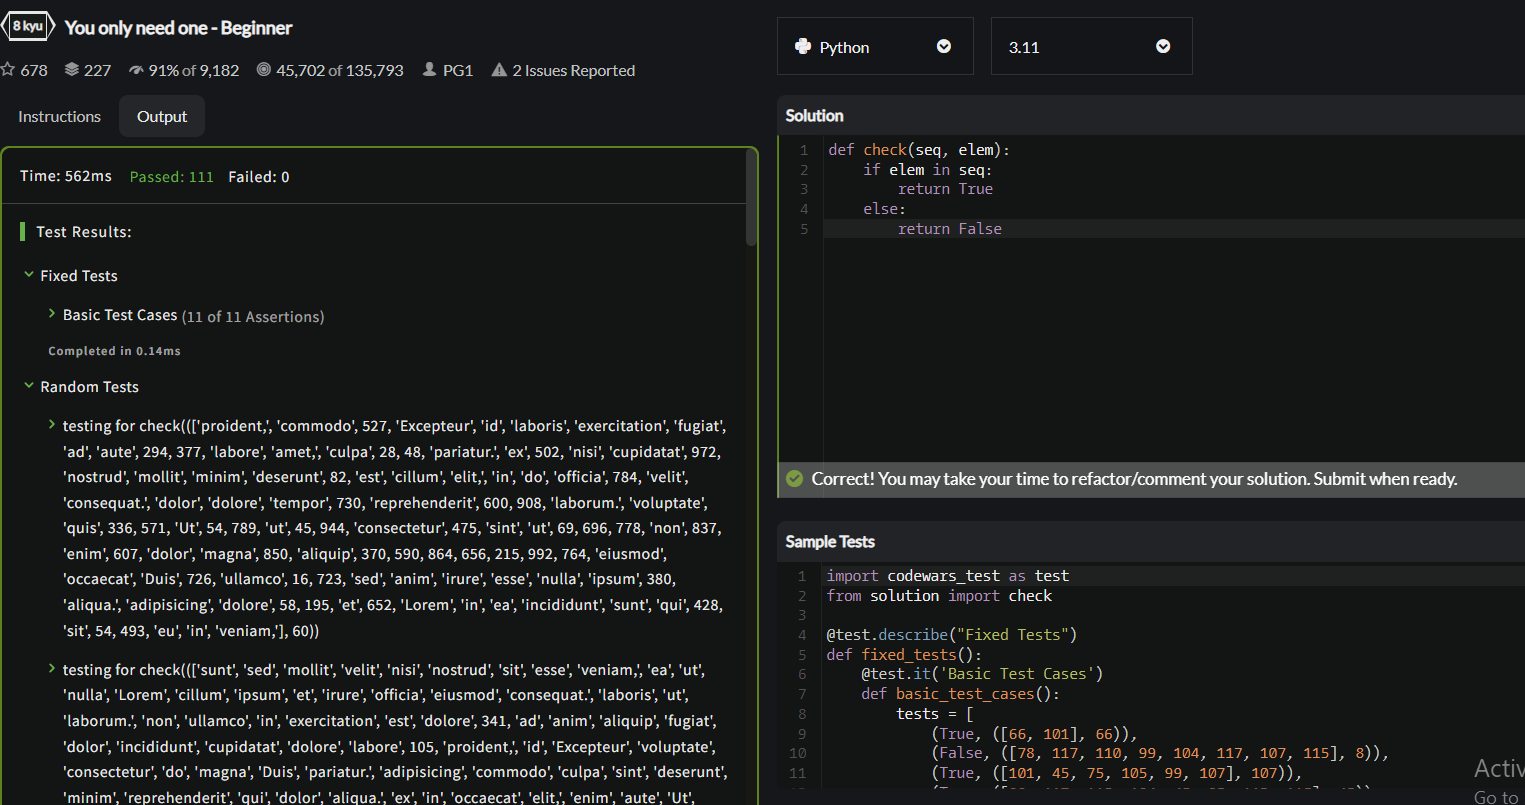 8 kyu
You only need one - Beginner
678 227 91% of 9,182 45,702 of 135,793 PG1 2 Issues Reported
Instructions Output
Time: 562ms Passed: 111 Failed: 0
Test Results:
Fixed Tests
Basic Test Cases (11 of 11 Assertions)
Completed in 0.14ms
Random Tests
testing for check((['proident,', 'commodo', 527, 'Excepteur', 'id', 'laboris', 'exercitation', 'fugiat',
'ad', 'aute', 294, 377, 'labore', 'amet,', 'culpa', 28, 48, 'pariatur.', 'ex', 502, 'nisi', 'cupidatat', 972,
'nostrud', 'mollit', 'minim', 'deserunt', 82, 'est', 'cillum', 'elit,', 'in', 'do', 'officia', 784, 'velit',
'consequat.', 'dolor', 'dolore', 'tempor', 730, 'reprehenderit', 600, 908, 'laborum.', 'voluptate',
'quis', 336, 571, 'Ut', 54, 789, 'ut', 45, 944, 'consectetur', 475, 'sint', 'ut', 69, 696, 778, 'non', 837,
'enim', 607, 'dolor', 'magna', 850, 'aliquip', 370, 590, 864, 656, 215, 992, 764, 'eiusmod',
'occaecat', 'Duis', 726, 'ullamco', 16, 723, 'sed', 'anim', 'irure', 'esse', 'nulla', 'ipsum', 380,
'aliqua.', 'adipisicing', 'dolore', 58, 195, 'et', 652, 'Lorem', 'in', 'ea', 'incididunt', 'sunt', 'qui', 428,
'sit', 54, 493, 'eu', 'in', 'veniam,'], 60))
testing for check((['sunt', 'sed', 'mollit', 'velit', 'nisi', 'nostrud', 'sit', 'esse', 'veniam,', 'ea', 'ut',
'nulla', 'Lorem', 'cillum', 'ipsum', 'et', 'irure', 'officia', 'eiusmod', 'consequat.', 'laboris', 'ut',
'laborum.', 'non', 'ullamco', 'in', 'exercitation', 'est', 'dolore', 341, 'ad', 'anim', 'aliquip', 'fugiat',
'dolor', 'incididunt', 'cupidatat', 'dolore', 'labore', 105, 'proident,', 'id', 'Excepteur', 'voluptate',
'consectetur', 'do', 'magna', 'Duis', 'pariatur.', 'adipisicing', 'commodo', 'culpa', 'sint', 'deserunt',
'minim', 'reprehenderit', 'qui', 'dolor', 'aliqua.', 'ex', 'in', 'occaecat', 'elit,', 'enim', 'aute', 'Ut',
Python 3.11
Solution
1 def check(seq, elem):
2 if elem in seq:
3 return True
4 else:
5 return False
Correct! You may take your time to refactor/comment your solution. Submit when ready.
Sample Tests
1 import codewars_test as test
2 from solution import check
3
4 @test.describe("Fixed Tests")
5 def fixed_tests():
6 @test.it('Basic Test Cases')
7 def basic_test_cases():
8 tests = [
9 (True, ([66, 101], 66)),
10 (False, ([78, 117, 110, 99, 104, 117, 107, 115], 8)),
11 (True, ([101, 45, 75, 105, 99, 107], 107)),
Activ
Go to